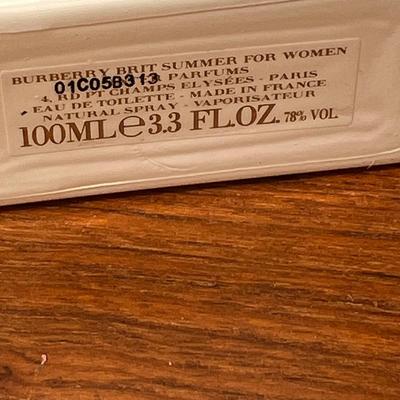 BURBERRY BRIT SUMMER FOR WOMEN
01C05B313 PARFUMS
4, RD PT CHAMPS ELYSÉES - PARIS
EAU DE TOILETTE - MADE IN FRANCE
NATURAL SPRAY - VAPORISATEUR
100ML℮3.3 FL.OZ. 78% VOL